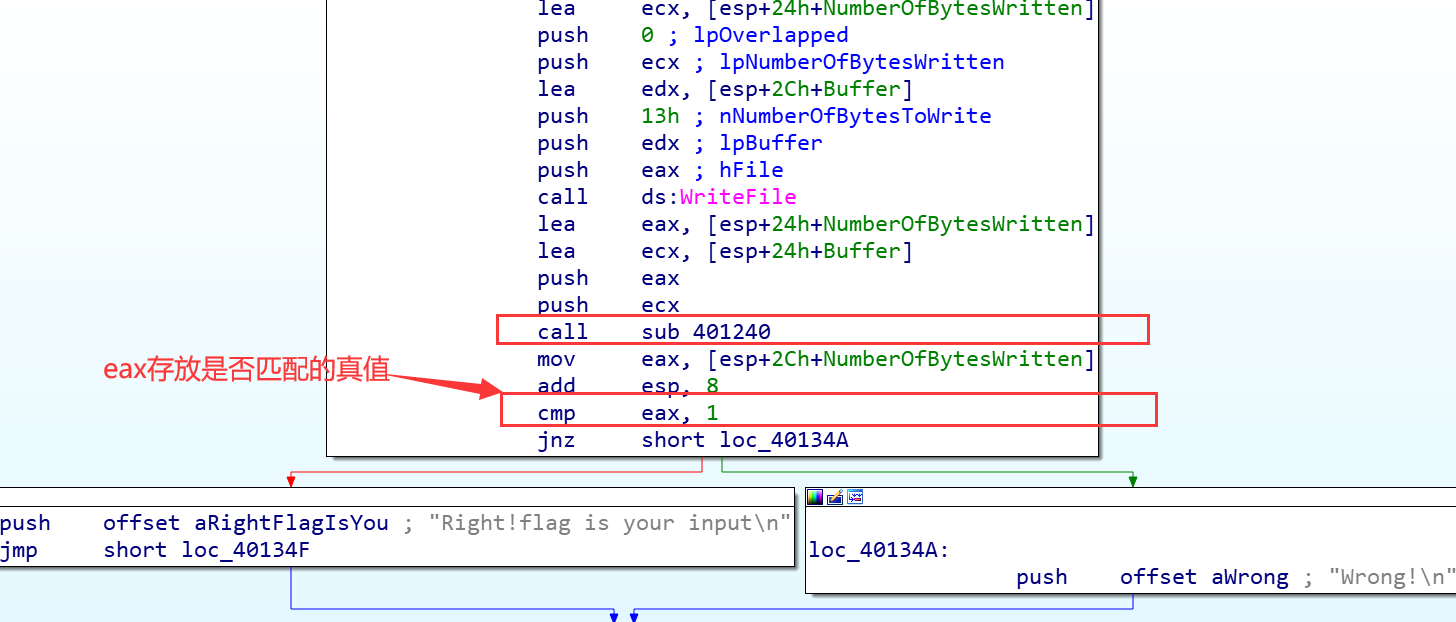 lea ecx, [esp+24h+NumberOfBytesWritten]
push 0 ; lpOverlapped
push ecx ; lpNumberOfBytesWritten
lea edx, [esp+2Ch+Buffer]
push 13h ; nNumberOfBytesToWrite
push edx ; lpBuffer
push eax ; hFile
call ds:WriteFile
lea eax, [esp+24h+NumberOfBytesWritten]
lea ecx, [esp+24h+Buffer]
push eax
push ecx
call sub_401240
mov eax, [esp+2Ch+NumberOfBytesWritten]
eax存放是否匹配的真值
add esp, 8
cmp eax, 1
jnz short loc_40134A
push offset aRightFlagIsYou ; "Right!flag is your input\n"
jmp short loc_40134F
loc_40134A:
push offset aWrong ; "Wrong!\n"